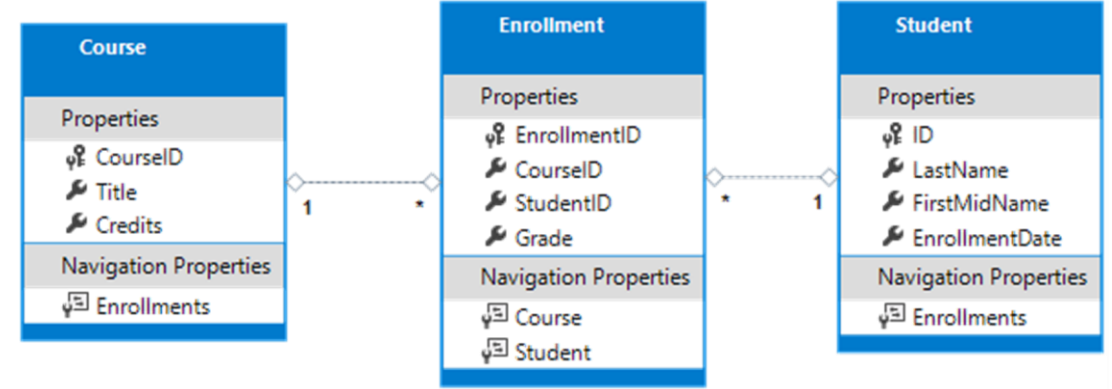 Course
Properties
CourseID
Title
Credits
Navigation Properties
Enrollments
1
*
Enrollment
Properties
EnrollmentID
CourseID
StudentID
Grade
Navigation Properties
Course
Student
*
1
Student
Properties
ID
LastName
FirstMidName
EnrollmentDate
Navigation Properties
Enrollments